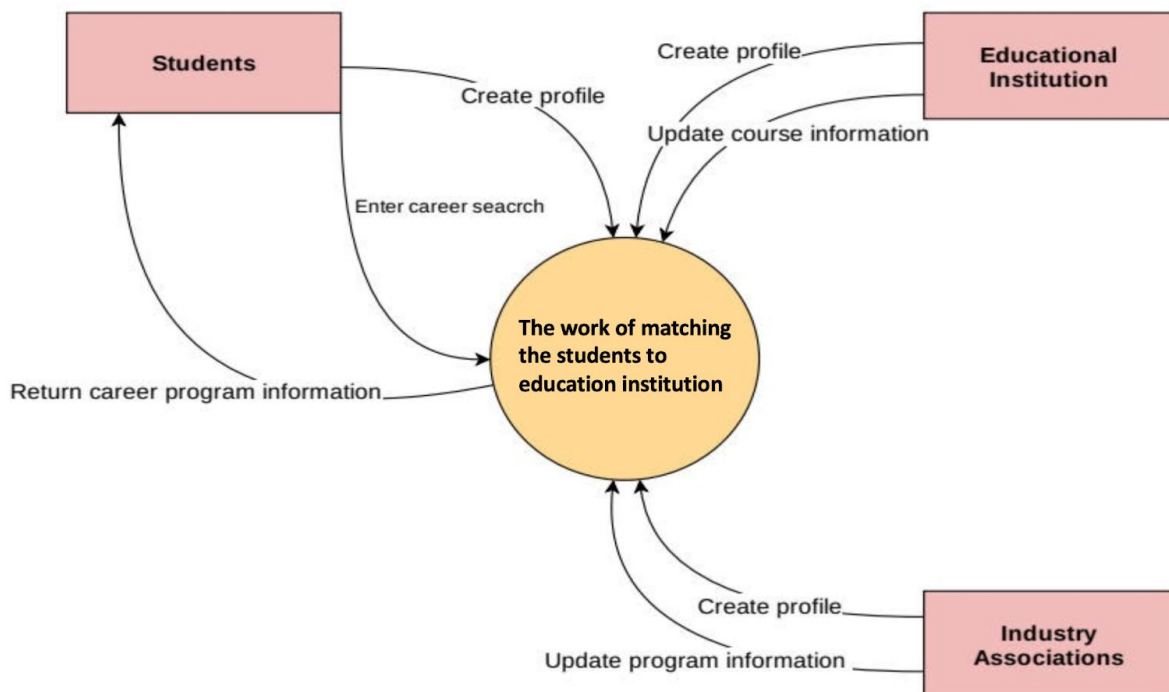 Students
Educational
Institution
Create profile
Create profile
Update course information
Enter career seacrch
The work of matching
the students to
education institution
Return career program information
Create profile
Update program information
Industry
Associations